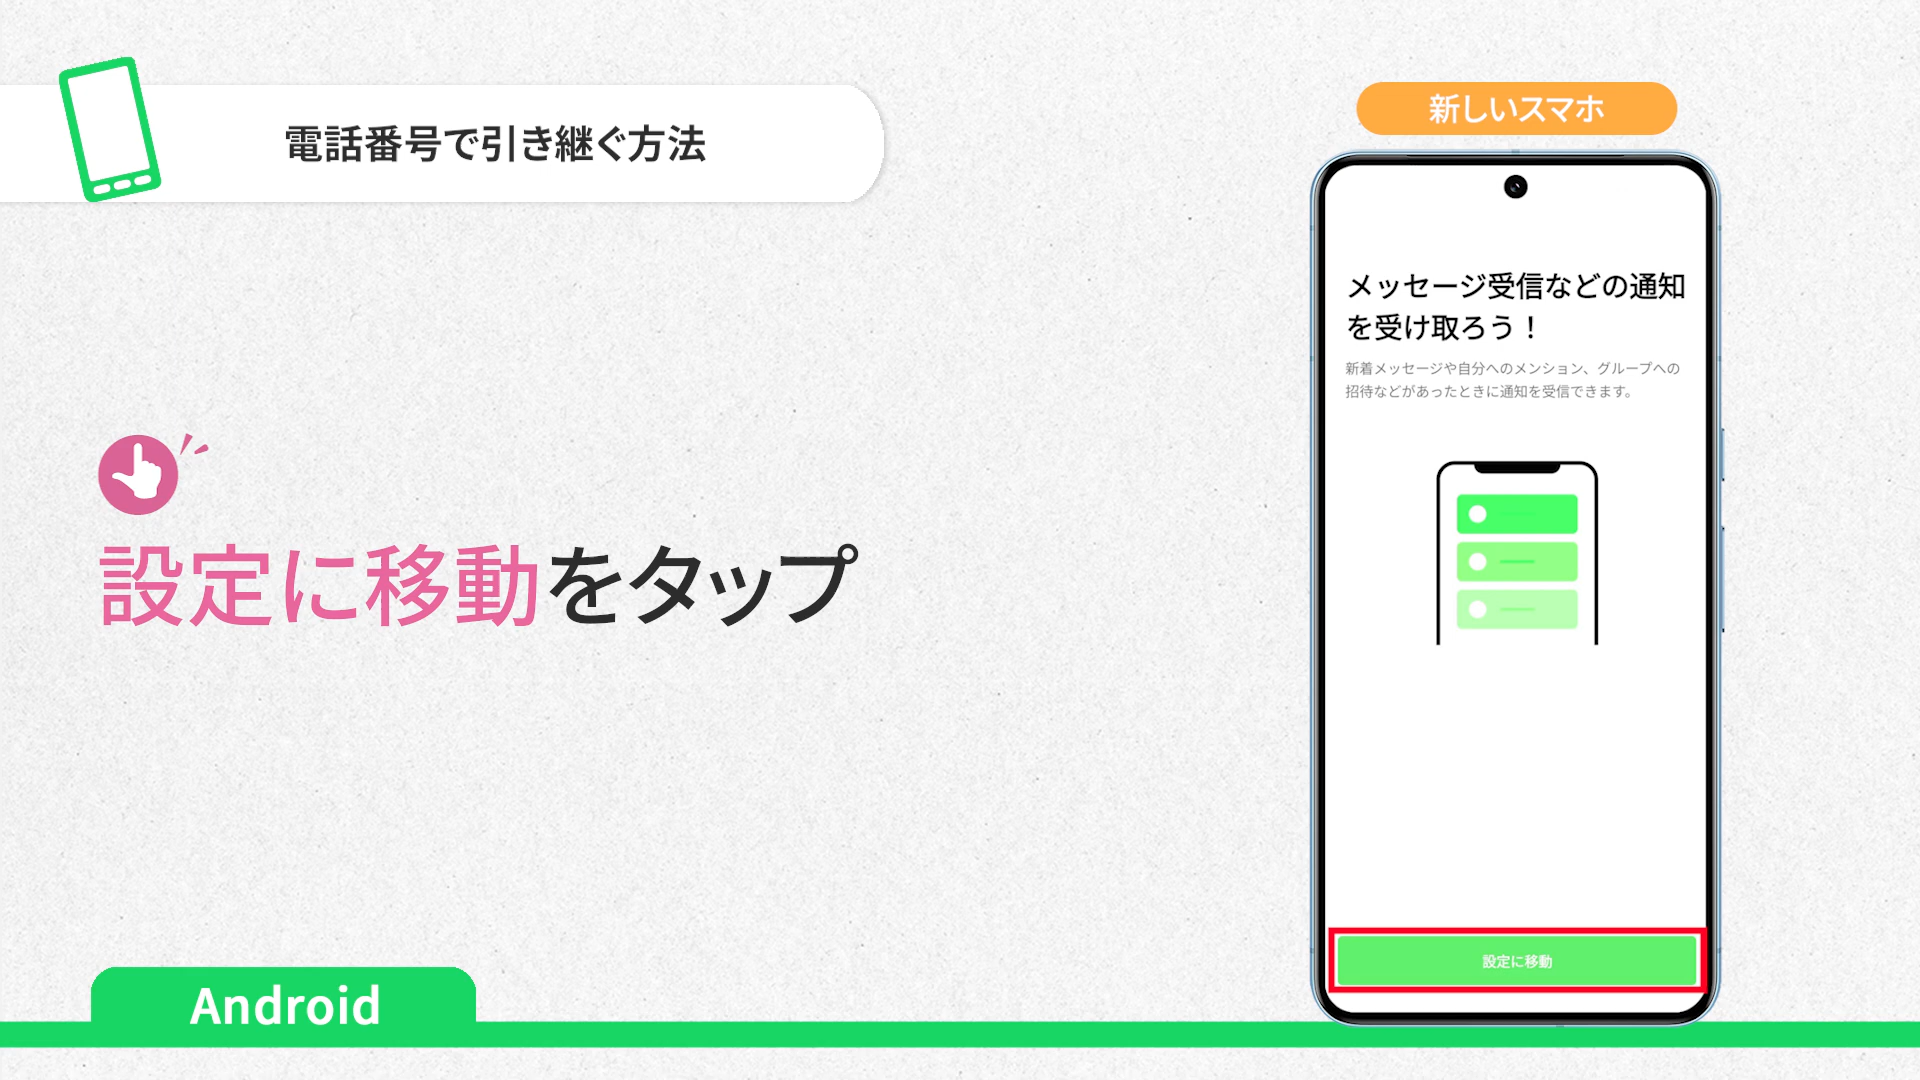 電話番号で引き継ぐ方法
設定に移動をタップ
新しいスマホ
メッセージ受信などの通知
を受け取ろう！
新着メッセージや自分へのメンション、グループへの
招待などがあったときに通知を受信できます。
設定に移動
Android